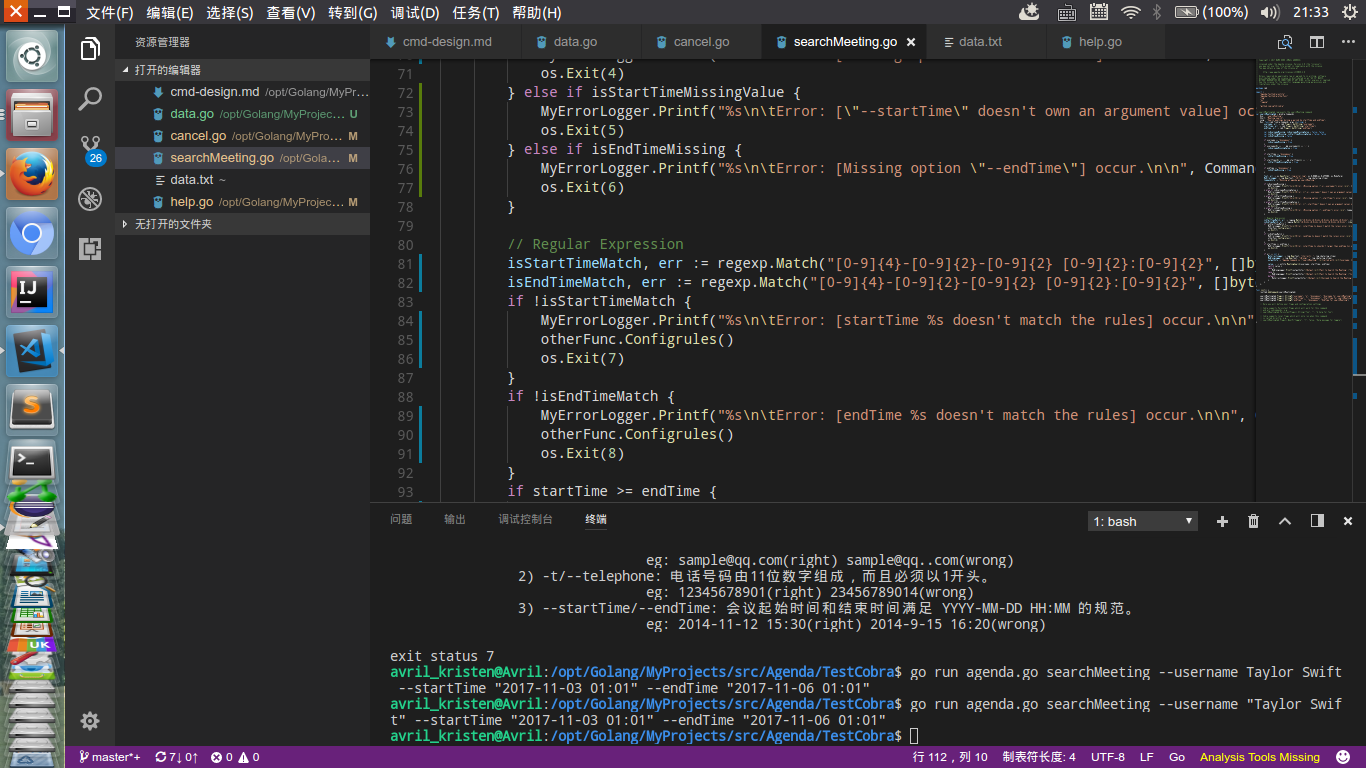 文件(F) 编辑(E) 选择(S) 查看(V) 转到(G) 调试(D) 任务(T) 帮助(H)
(100%) 21:33
资源管理器
cmd-design.md data.go cancel.go searchMeeting.go data.txt help.go
打开的编辑器
cmd-design.md /opt/Golang/MyPr...
data.go /opt/Golang/MyProjec... U
cancel.go /opt/Golang/MyPro... M
searchMeeting.go /opt/Gola... M
data.txt ~
help.go /opt/Golang/MyProjec... M
无打开的文件夹
26
71 os.Exit(4)
72 } else if isStartTimeMissingValue {
73 MyErrorLogger.Printf("%s\n\tError: [\"--startTime\" doesn't own an argument value] oc
74 os.Exit(5)
75 } else if isEndTimeMissing {
76 MyErrorLogger.Printf("%s\n\tError: [Missing option \"--endTime\"] occur.\n\n", Comman
77 os.Exit(6)
78 }
79
80 // Regular Expression
81 isStartTimeMatch, err := regexp.Match("[0-9]{4}-[0-9]{2}-[0-9]{2} [0-9]{2}:[0-9]{2}", []by
82 isEndTimeMatch, err := regexp.Match("[0-9]{4}-[0-9]{2}-[0-9]{2} [0-9]{2}:[0-9]{2}", []byt
83 if !isStartTimeMatch {
84 MyErrorLogger.Printf("%s\n\tError: [startTime %s doesn't match the rules] occur.\n\n"
85 otherFunc.Configrules()
86 os.Exit(7)
87 }
88 if !isEndTimeMatch {
89 MyErrorLogger.Printf("%s\n\tError: [endTime %s doesn't match the rules] occur.\n\n",
90 otherFunc.Configrules()
91 os.Exit(8)
92 }
93 if startTime >= endTime {
问题 输出 调试控制台 终端
1: bash
eg: sample@qq.com(right) sample@qq..com(wrong)
2) -t/--telephone: 电话号码由11位数字组成，而且必须以1开头。
eg: 12345678901(right) 23456789014(wrong)
3) --startTime/--endTime: 会议起始时间和结束时间满足 YYYY-MM-DD HH:MM 的规范。
eg: 2014-11-12 15:30(right) 2014-9-15 16:20(wrong)
exit status 7
avril_kristen@Avril:/opt/Golang/MyProjects/src/Agenda/TestCobra$ go run agenda.go searchMeeting --username Taylor Swift
--startTime "2017-11-03 01:01" --endTime "2017-11-06 01:01"
avril_kristen@Avril:/opt/Golang/MyProjects/src/Agenda/TestCobra$ go run agenda.go searchMeeting --username "Taylor Swif
t" --startTime "2017-11-03 01:01" --endTime "2017-11-06 01:01"
avril_kristen@Avril:/opt/Golang/MyProjects/src/Agenda/TestCobra$
master*+ 7↓ 0↑ 0 0 行 112，列 10 制表符长度: 4 UTF-8 LF Go Analysis Tools Missing